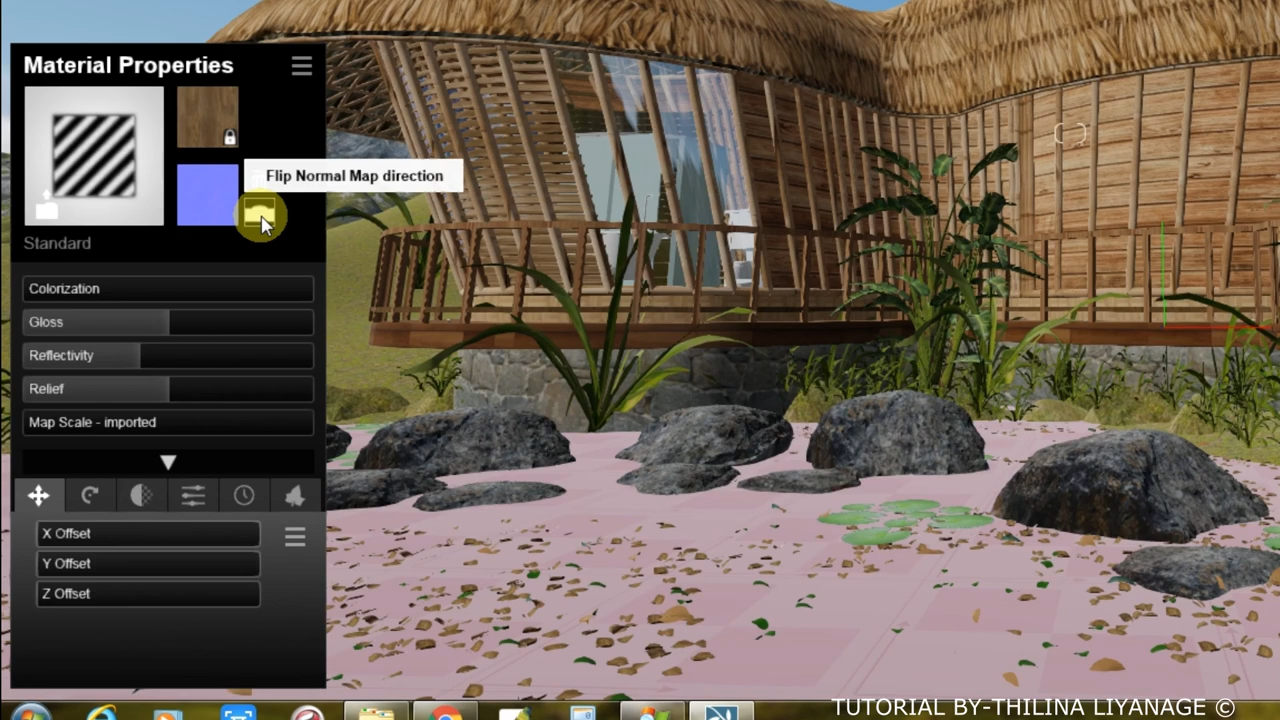 Material Properties
Flip Normal Map direction
Standard
Colorization
Gloss
Reflectivity
Relief
Map Scale - imported
X Offset
Y Offset
Z Offset
TUTORIAL BY-THILINA LIYANAGE ©